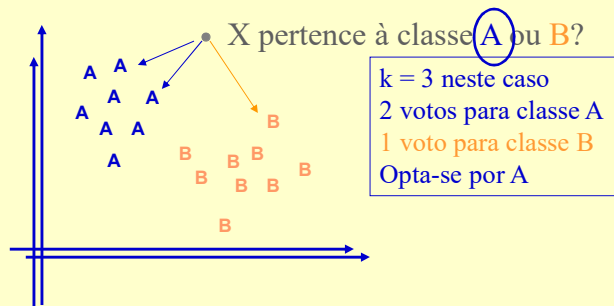 X pertence à classe A ou B?
k = 3 neste caso
2 votos para classe A
1 voto para classe B
Opta-se por A
A A
A A
A
A A
A
B
B B B
B B B B
B